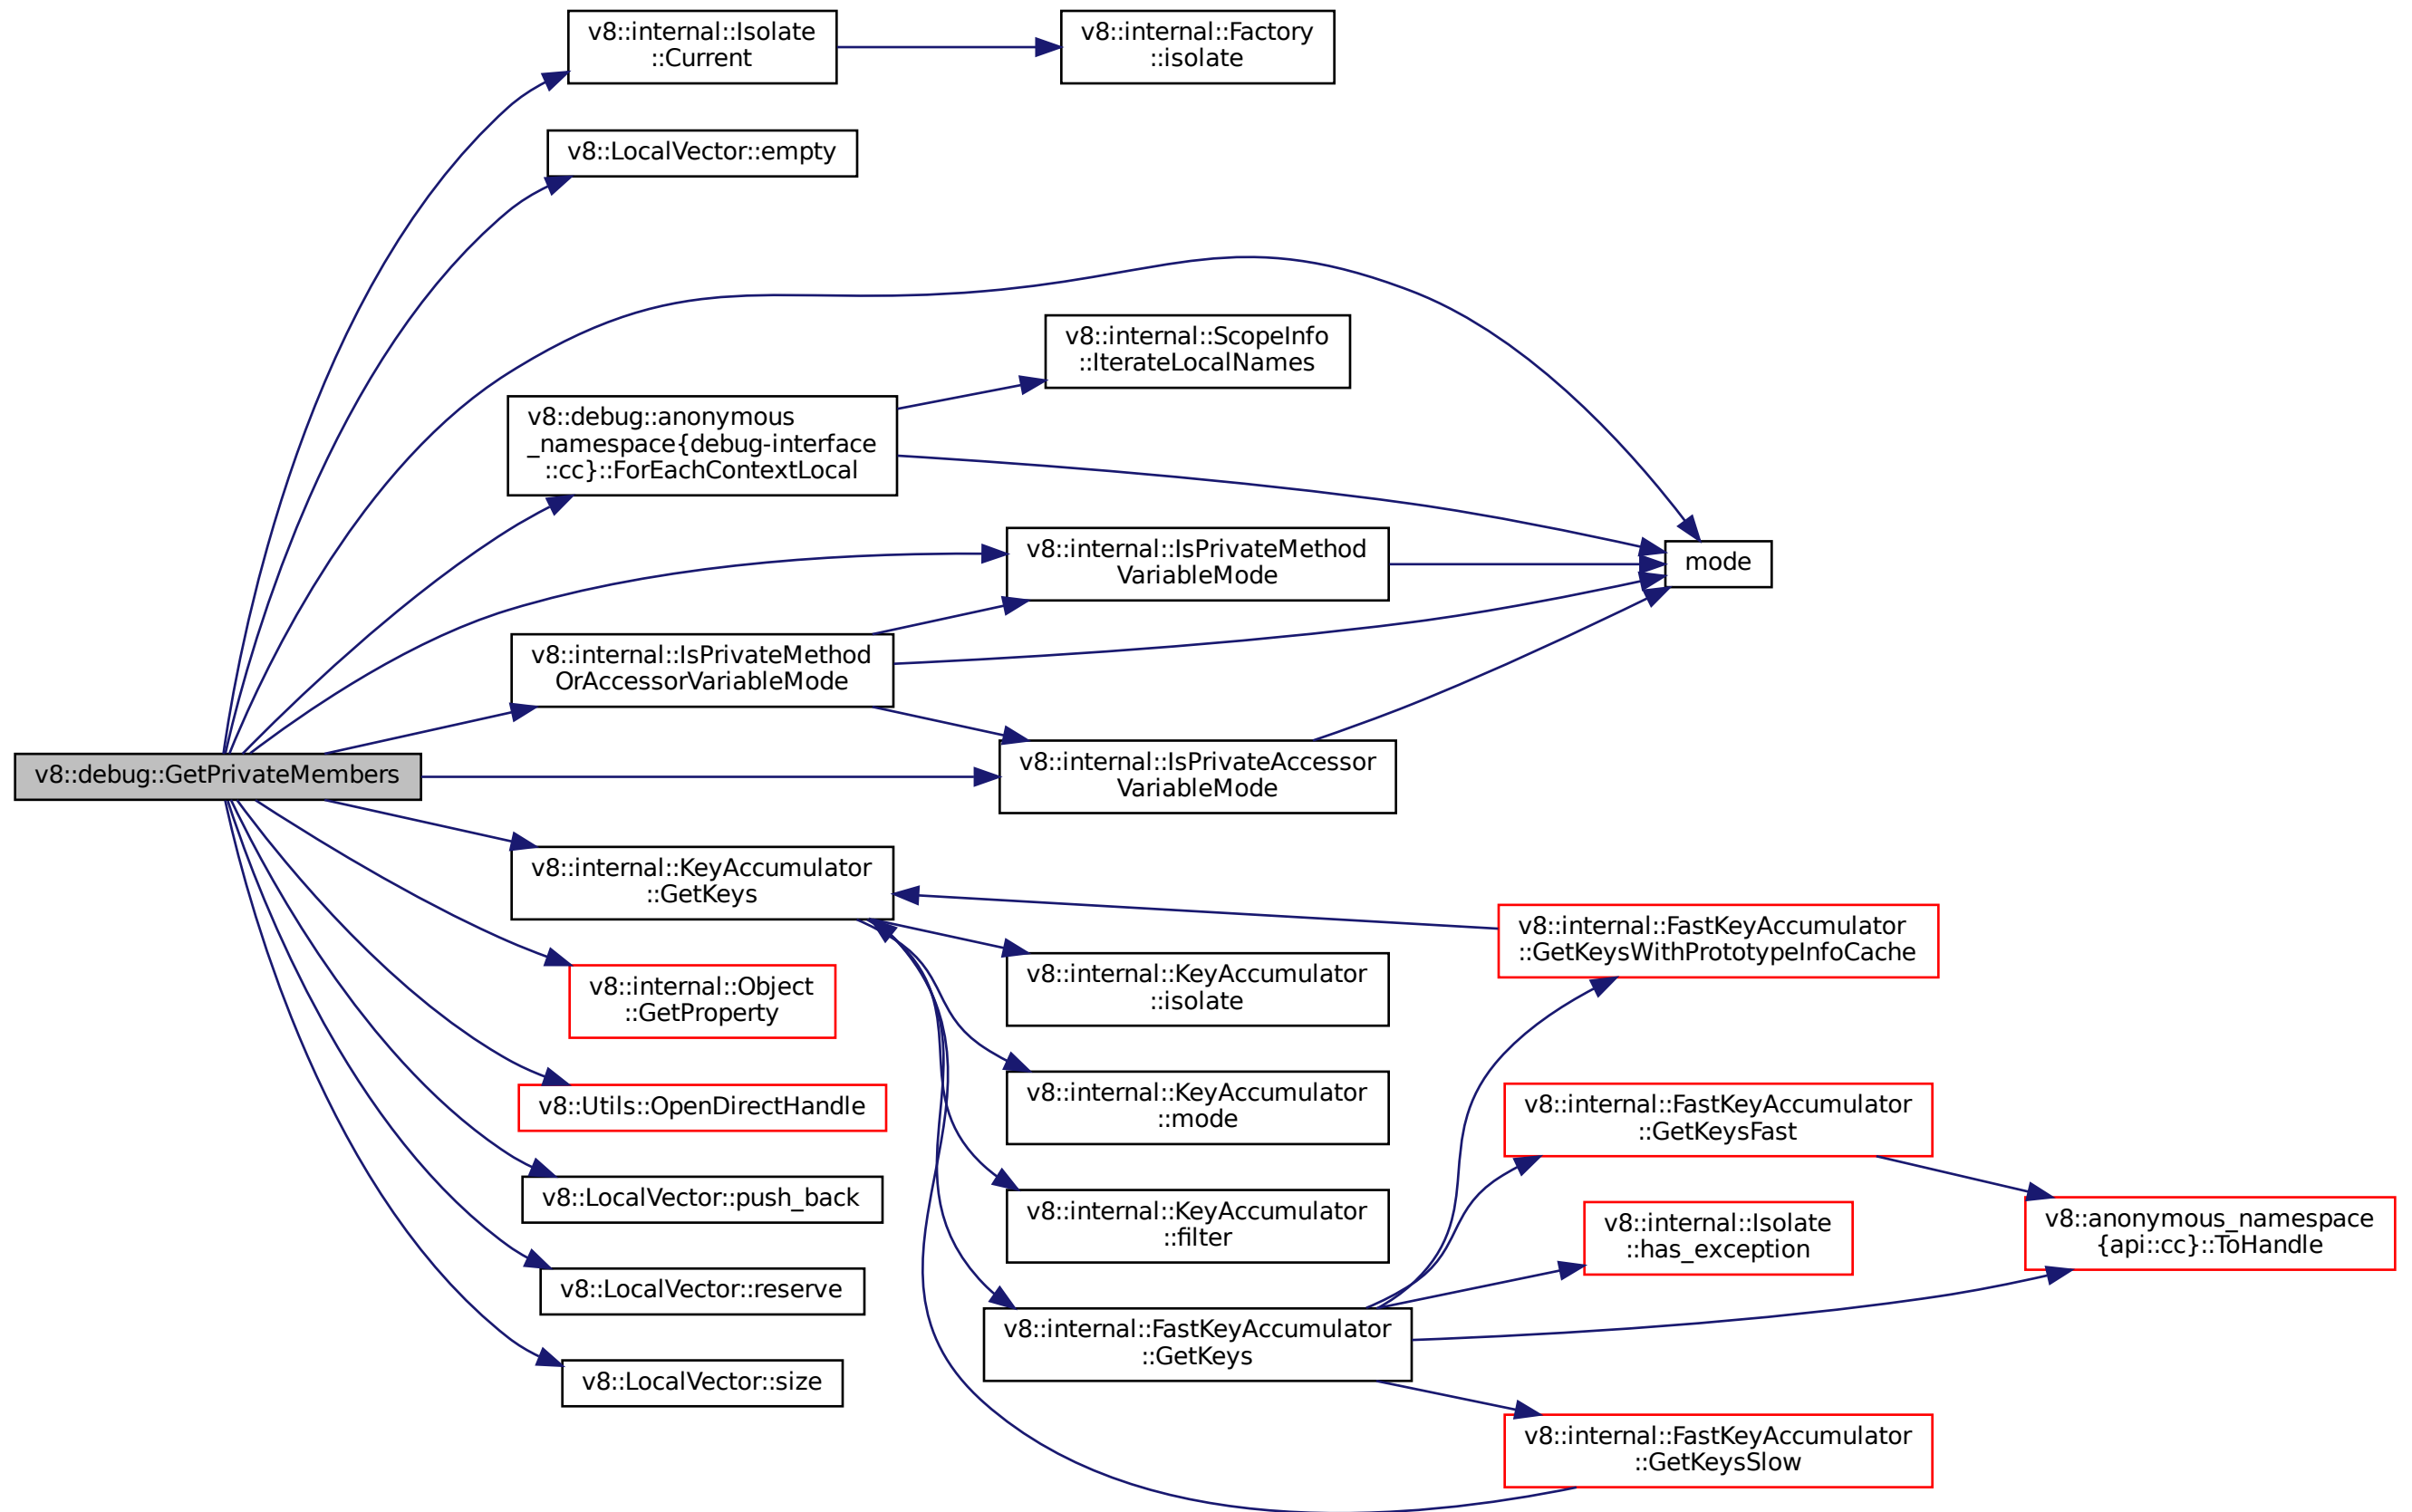 v8::internal::Isolate
::Current
v8::internal::Factory
::isolate
v8::LocalVector::empty
v8::internal::ScopeInfo
::IterateLocalNames
v8::debug::anonymous
_namespace{debug-interface
::cc}::ForEachContextLocal
v8::internal::IsPrivateMethod
VariableMode
mode
v8::internal::IsPrivateMethod
OrAccessorVariableMode
v8::debug::GetPrivateMembers
v8::internal::IsPrivateAccessor
VariableMode
v8::internal::KeyAccumulator
::GetKeys
v8::internal::FastKeyAccumulator
::GetKeysWithPrototypeInfoCache
v8::internal::Object
::GetProperty
v8::internal::KeyAccumulator
::isolate
v8::Utils::OpenDirectHandle
v8::internal::KeyAccumulator
::mode
v8::internal::FastKeyAccumulator
::GetKeysFast
v8::LocalVector::push_back
v8::internal::KeyAccumulator
::filter
v8::internal::Isolate
::has_exception
v8::anonymous_namespace
{api::cc}::ToHandle
v8::LocalVector::reserve
v8::internal::FastKeyAccumulator
::GetKeys
v8::LocalVector::size
v8::internal::FastKeyAccumulator
::GetKeysSlow